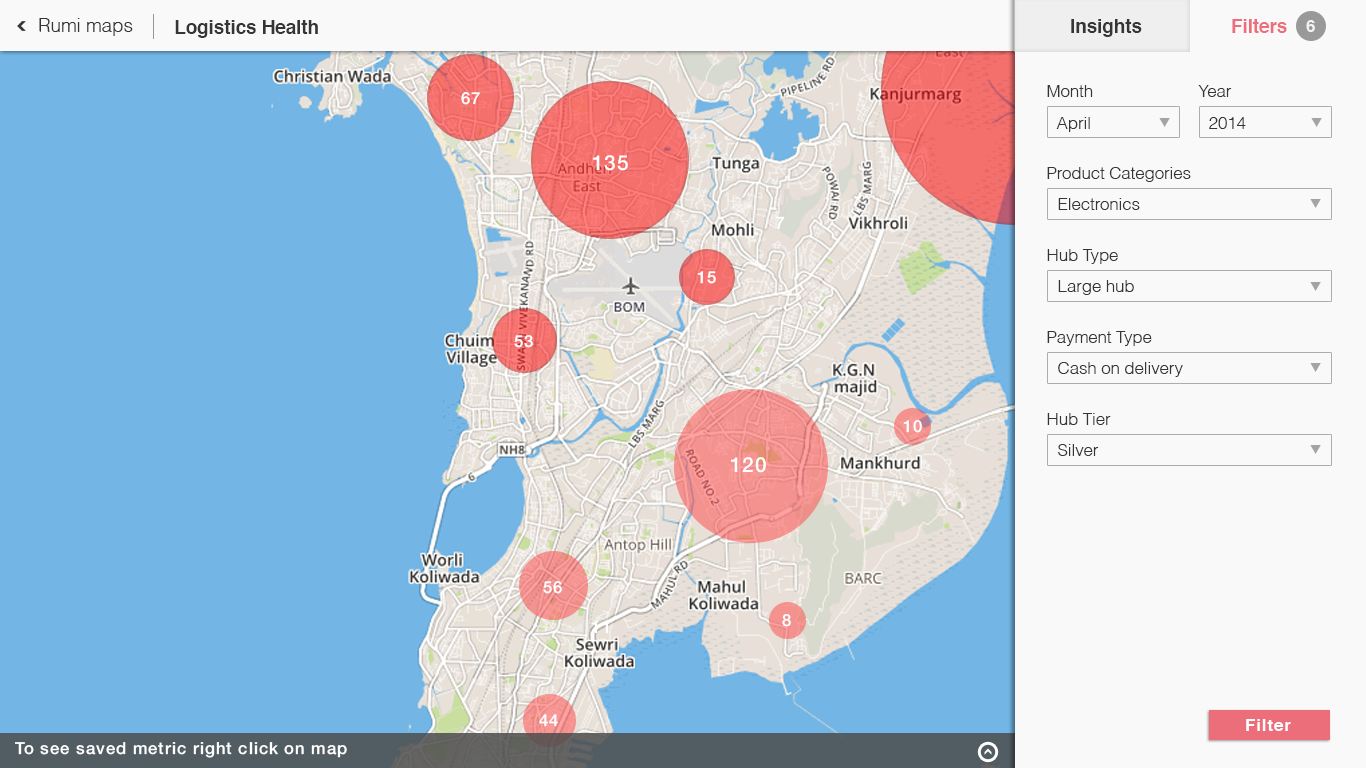 Rumi maps
Logistics Health
Insights
Filters 6
East
Christian Wada
67
PIPELINE RD
Kanjurmarg
135
Tunga
Andheri
East
POWAI RD
LBS MARG
Vikhroli
Mohli
15
BOM
VIVEKANAND RD
53
Chuim
Village
K.G.N
majid
LBS MARG
10
NH8
120
ROAD NO.2
Mankhurd
6
Antop Hill
Worli
Koliwada
56
MAHUL RD
Mahul
Koliwada
BARC
8
Sewri
Koliwada
44
To see saved metric right click on map
Month
Year
April
2014
Product Categories
Electronics
Hub Type
Large hub
Payment Type
Cash on delivery
Hub Tier
Silver
Filter